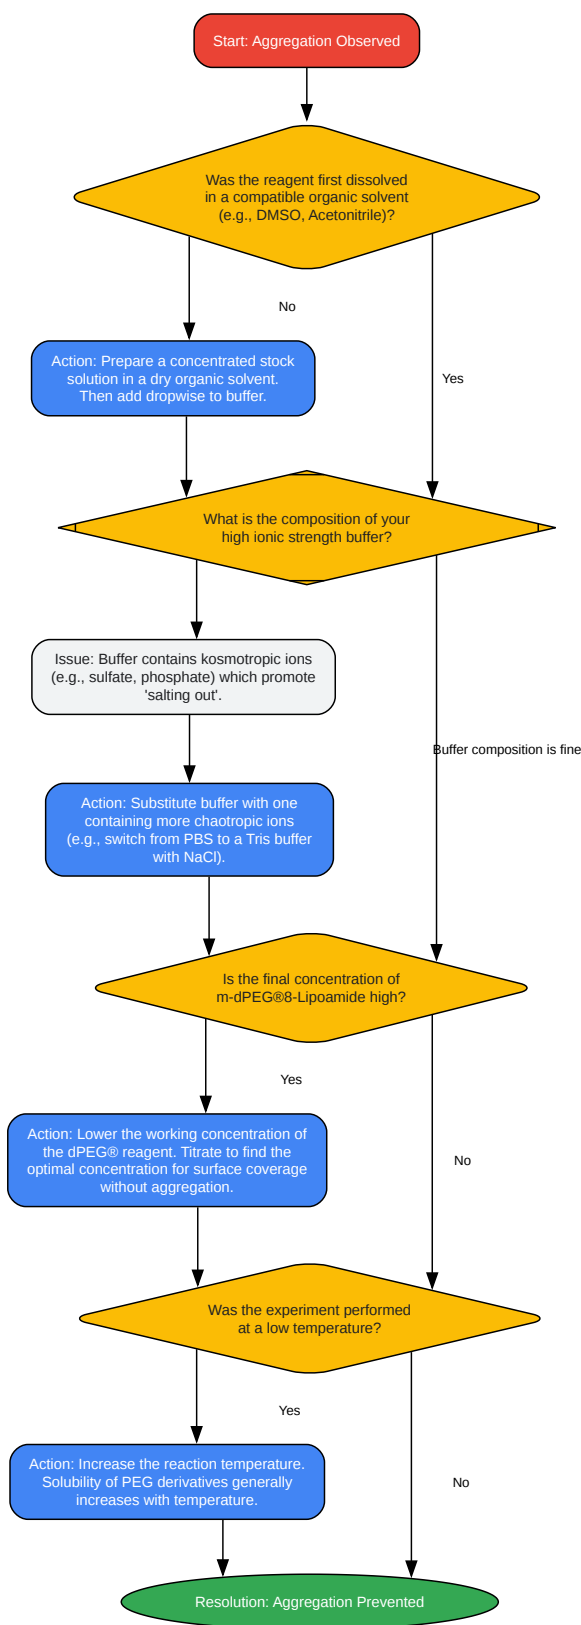 Start: Aggregation Observed
Was the reagent first dissolved
in a compatible organic solvent
(e.g., DMSO, Acetonitrile)?
No
Yes
Action: Prepare a concentrated stock
solution in a dry organic solvent.
Then add dropwise to buffer.
What is the composition of your
high ionic strength buffer?
Issue: Buffer contains kosmotropic ions
(e.g., sulfate, phosphate) which promote
'salting out'.
Buffer composition is fine
Action: Substitute buffer with one
containing more chaotropic ions
(e.g., switch from PBS to a Tris buffer
with NaCl).
Is the final concentration of
m-dPEG®8-Lipoamide high?
Yes
No
Action: Lower the working concentration of
the dPEG® reagent. Titrate to find the
optimal concentration for surface coverage
without aggregation.
Was the experiment performed
at a low temperature?
Yes
No
Action: Increase the reaction temperature.
Solubility of PEG derivatives generally
increases with temperature.
Resolution: Aggregation Prevented